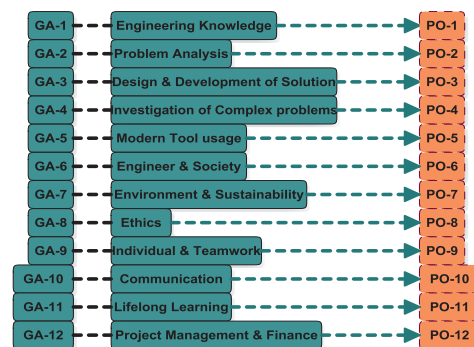 GA-1 Engineering Knowledge PO-1
GA-2 Problem Analysis PO-2
GA-3 Design & Development of Solution PO-3
GA-4 Investigation of Complex problems PO-4
GA-5 Modern Tool usage PO-5
GA-6 Engineer & Society PO-6
GA-7 Environment & Sustainability PO-7
GA-8 Ethics PO-8
GA-9 Individual & Teamwork PO-9
GA-10 Communication PO-10
GA-11 Lifelong Learning PO-11
GA-12 Project Management & Finance PO-12